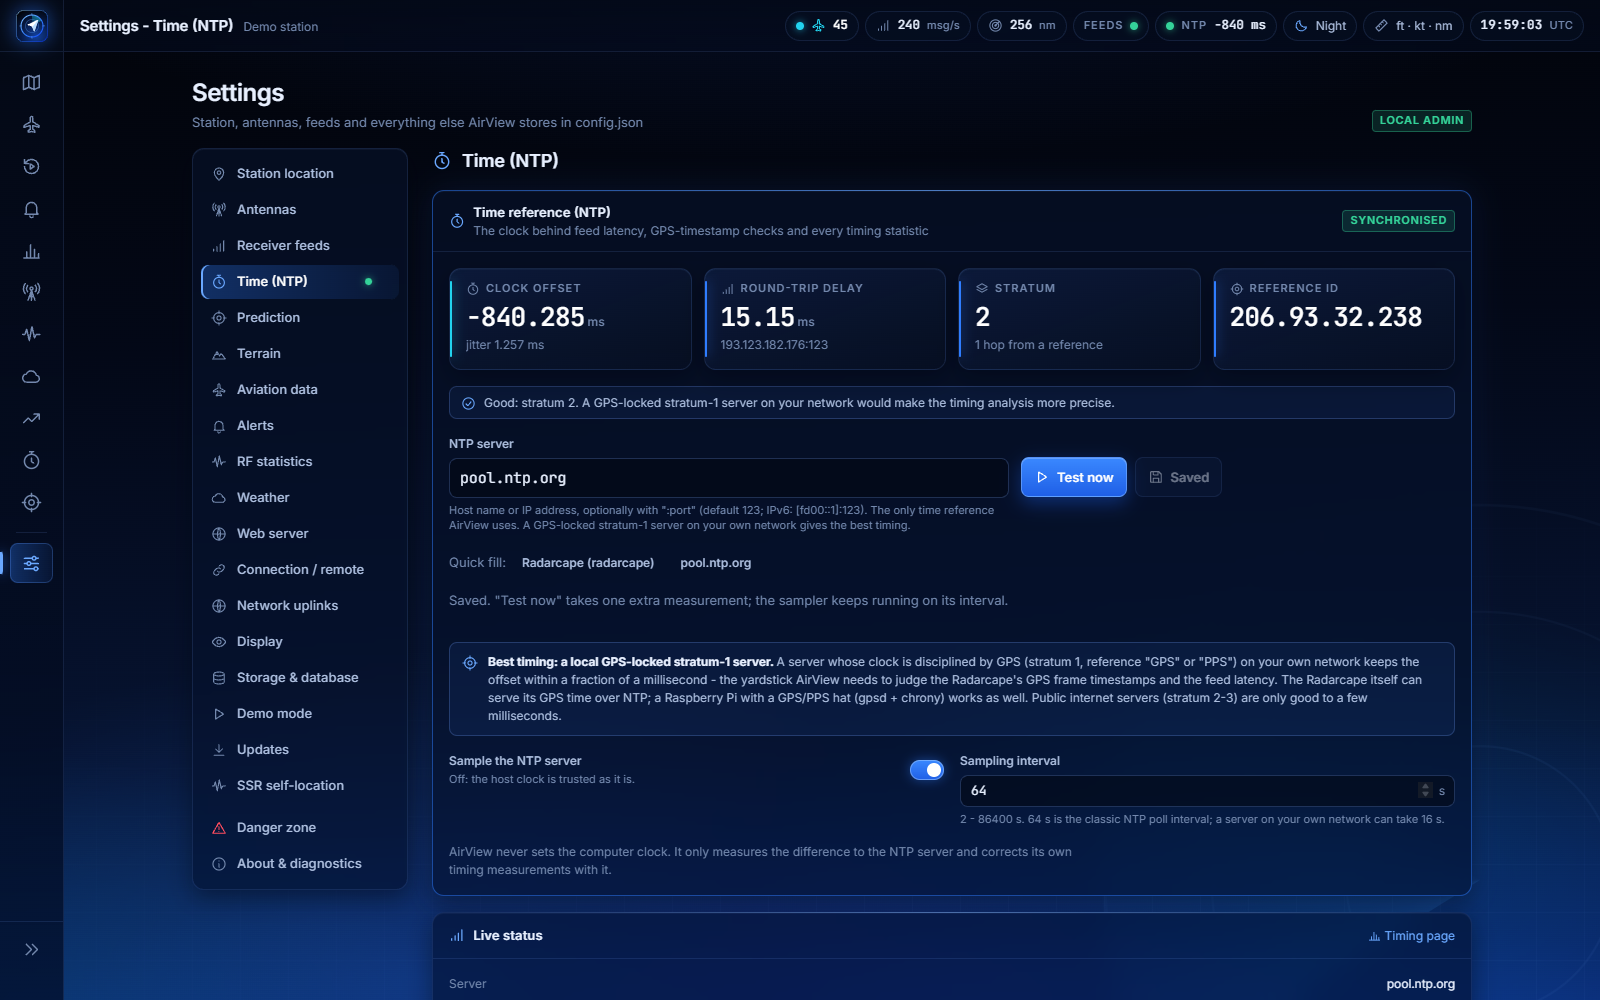 Settings - Time (NTP)
Demo station
45
240 msg/s
256 nm
FEEDS
NTP -840 ms
Night
ft · kt · nm
19:59:03 UTC
Settings
Station, antennas, feeds and everything else AirView stores in config.json
LOCAL ADMIN
Station location
Antennas
Receiver feeds
Time (NTP)
Prediction
Terrain
Aviation data
Alerts
RF statistics
Weather
Web server
Connection / remote
Network uplinks
Display
Storage & database
Demo mode
Updates
SSR self-location
Danger zone
About & diagnostics
Time (NTP)
Time reference (NTP)
The clock behind feed latency, GPS-timestamp checks and every timing statistic
SYNCHRONISED
CLOCK OFFSET
-840.285 ms
jitter 1.257 ms
ROUND-TRIP DELAY
15.15 ms
193.123.182.176:123
STRATUM
2
1 hop from a reference
REFERENCE ID
206.93.32.238
Good: stratum 2. A GPS-locked stratum-1 server on your network would make the timing analysis more precise.
NTP server
pool.ntp.org
Test now
Saved
Host name or IP address, optionally with ":port" (default 123; IPv6: [fd00::1]:123). The only time reference
AirView uses. A GPS-locked stratum-1 server on your own network gives the best timing.
Quick fill:
Radarcape (radarcape)
pool.ntp.org
Saved. "Test now" takes one extra measurement; the sampler keeps running on its interval.
Best timing: a local GPS-locked stratum-1 server. A server whose clock is disciplined by GPS (stratum 1, reference "GPS" or "PPS") on your own network keeps the
offset within a fraction of a millisecond - the yardstick AirView needs to judge the Radarcape's GPS frame timestamps and the feed latency. The Radarcape itself can
serve its GPS time over NTP; a Raspberry Pi with a GPS/PPS hat (gpsd + chrony) works as well. Public internet servers (stratum 2-3) are only good to a few
milliseconds.
Sample the NTP server
Off: the host clock is trusted as it is.
Sampling interval
64
s
2 - 86400 s. 64 s is the classic NTP poll interval; a server on your own network can take 16 s.
AirView never sets the computer clock. It only measures the difference to the NTP server and corrects its own
timing measurements with it.
Live status
Timing page
Server
pool.ntp.org